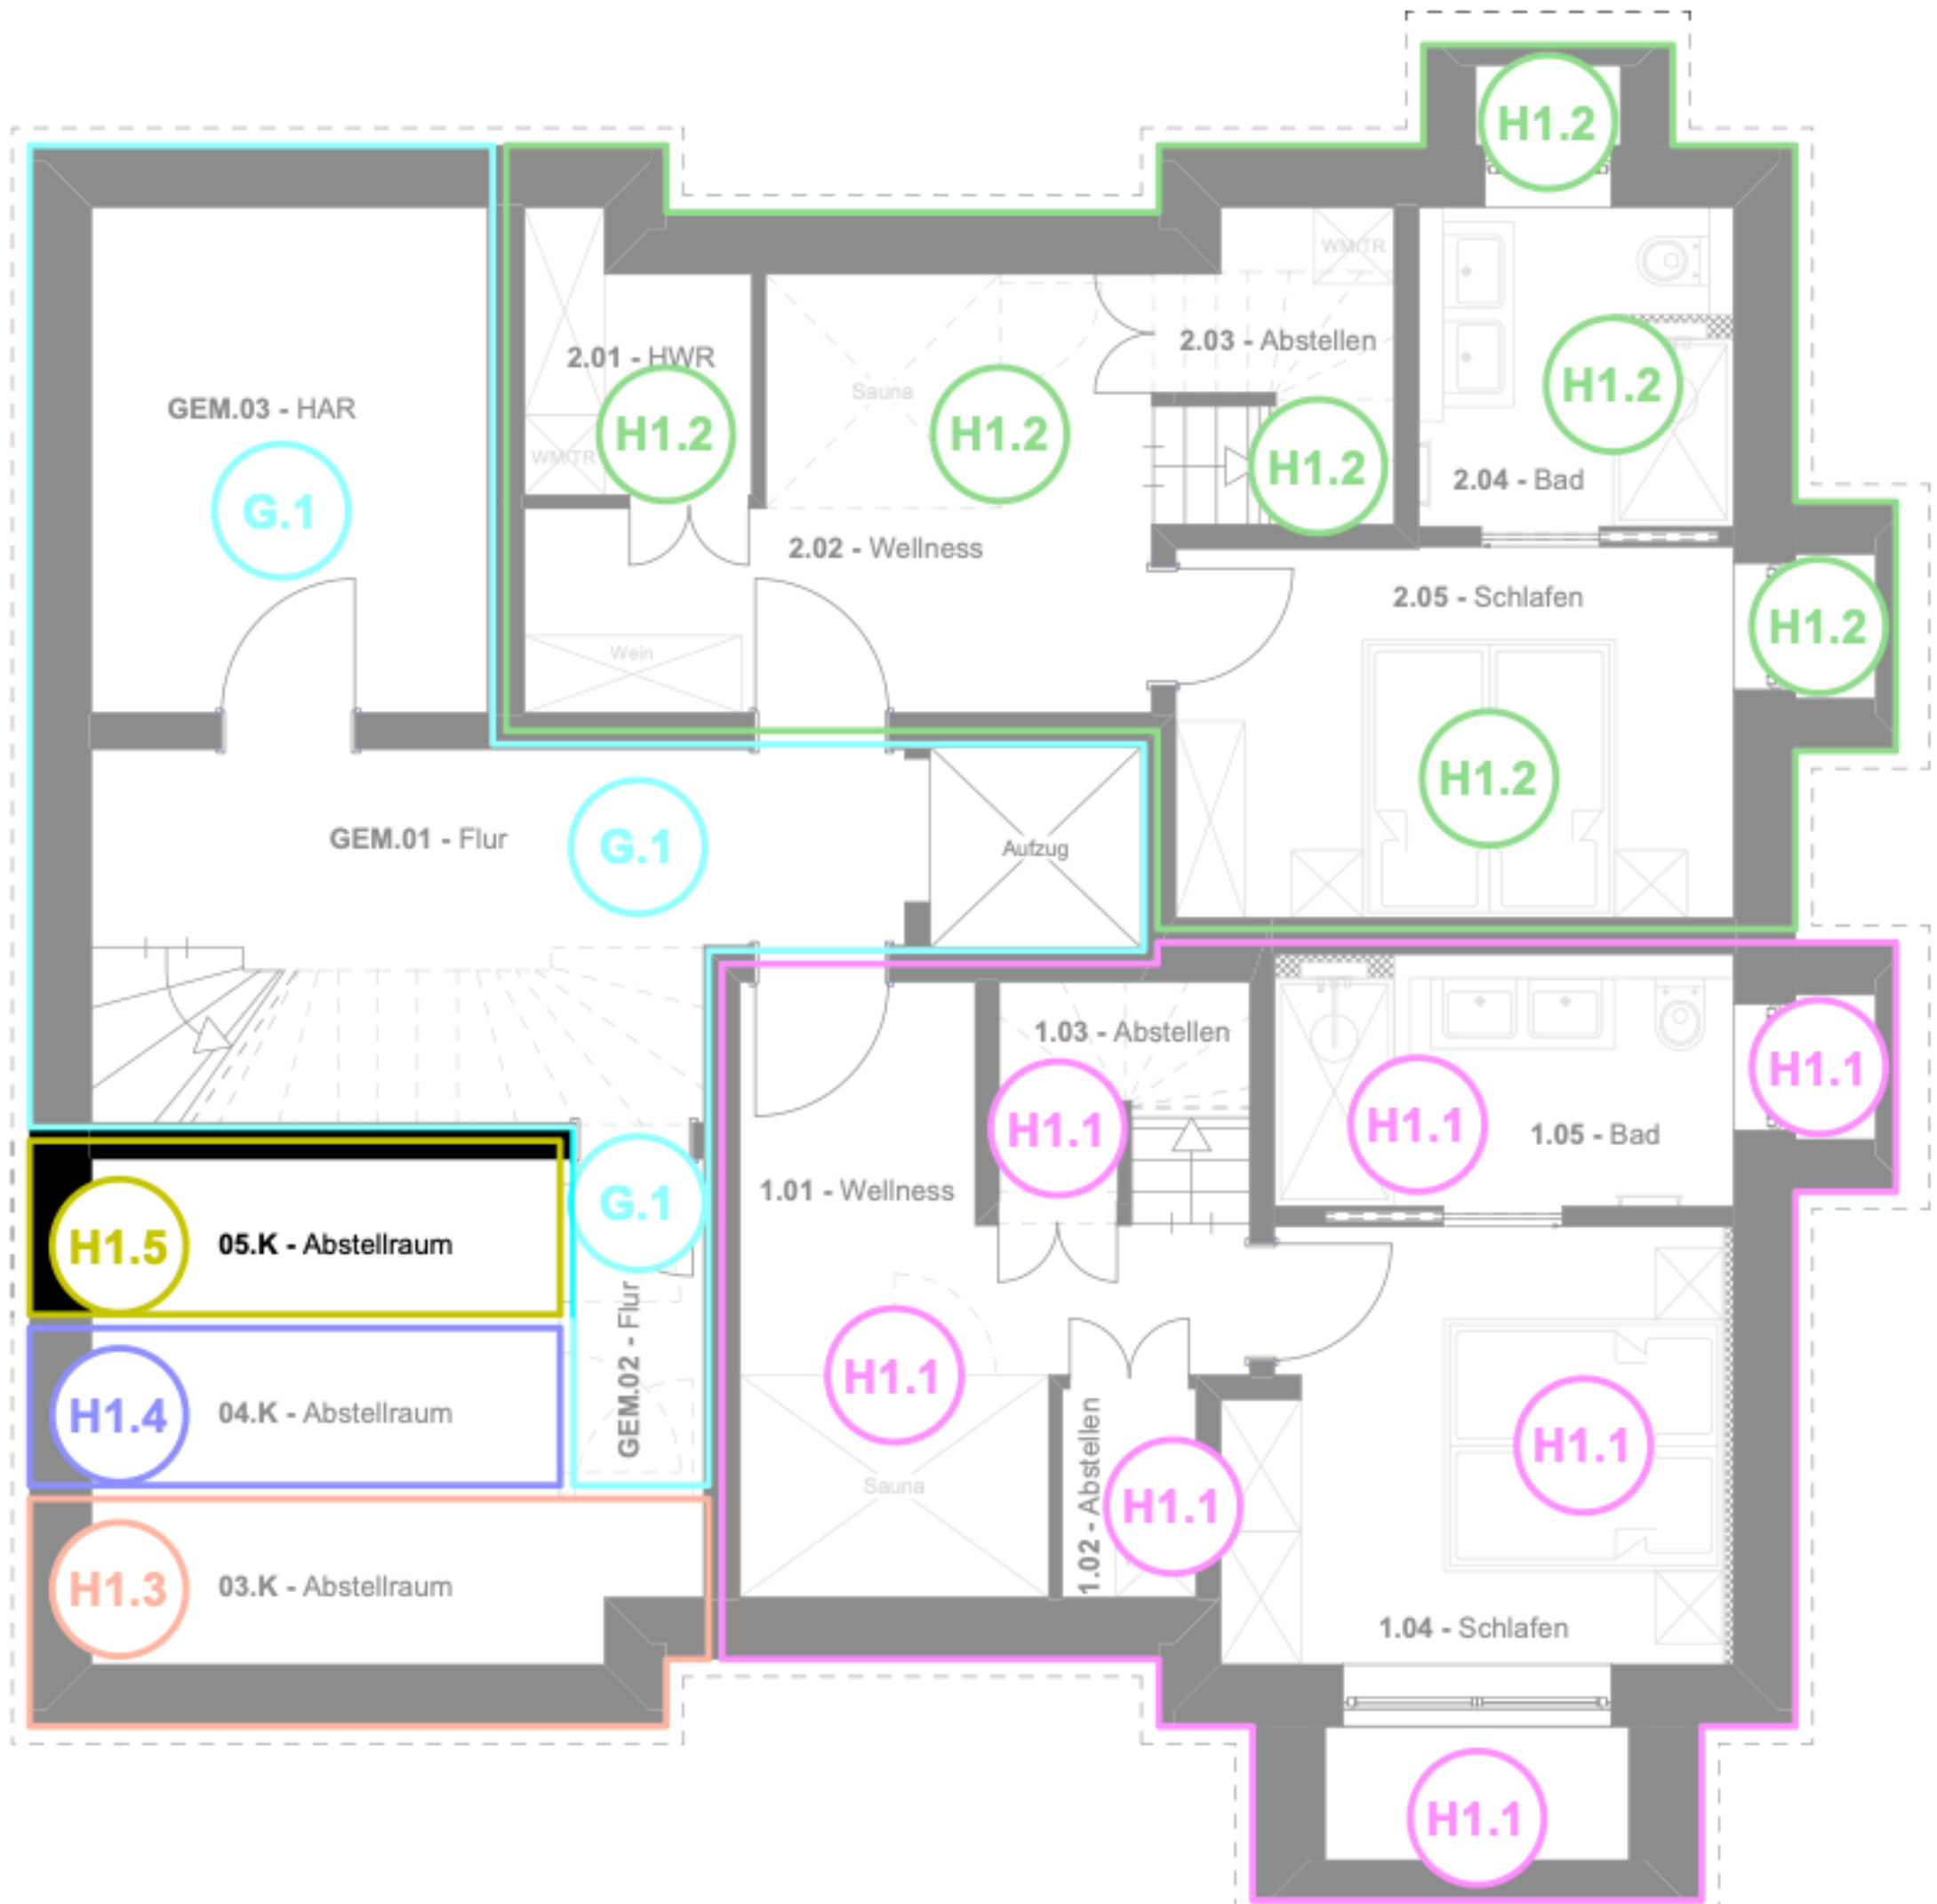 H1.2
WM/TR
2.03 - Abstellen
2.01 - HWR
H1.2
Sauna
GEM.03 - HAR
H1.2
H1.2
WM/TR
H1.2
2.04 - Bad
G.1
2.02 - Wellness
2.05 - Schlafen
H1.2
Wein
H1.2
GEM.01 - Flur
G.1
Aufzug
1.03 - Abstellen
H1.1
H1.1
H1.1
1.05 - Bad
1.01 - Wellness
G.1
H1.5
05.K - Abstellraum
GEM.02 - Flur
H1.1
H1.4
04.K - Abstellraum
H1.1
Sauna
1.02 - Abstellen
H1.1
H1.3
03.K - Abstellraum
1.04 - Schlafen
H1.1